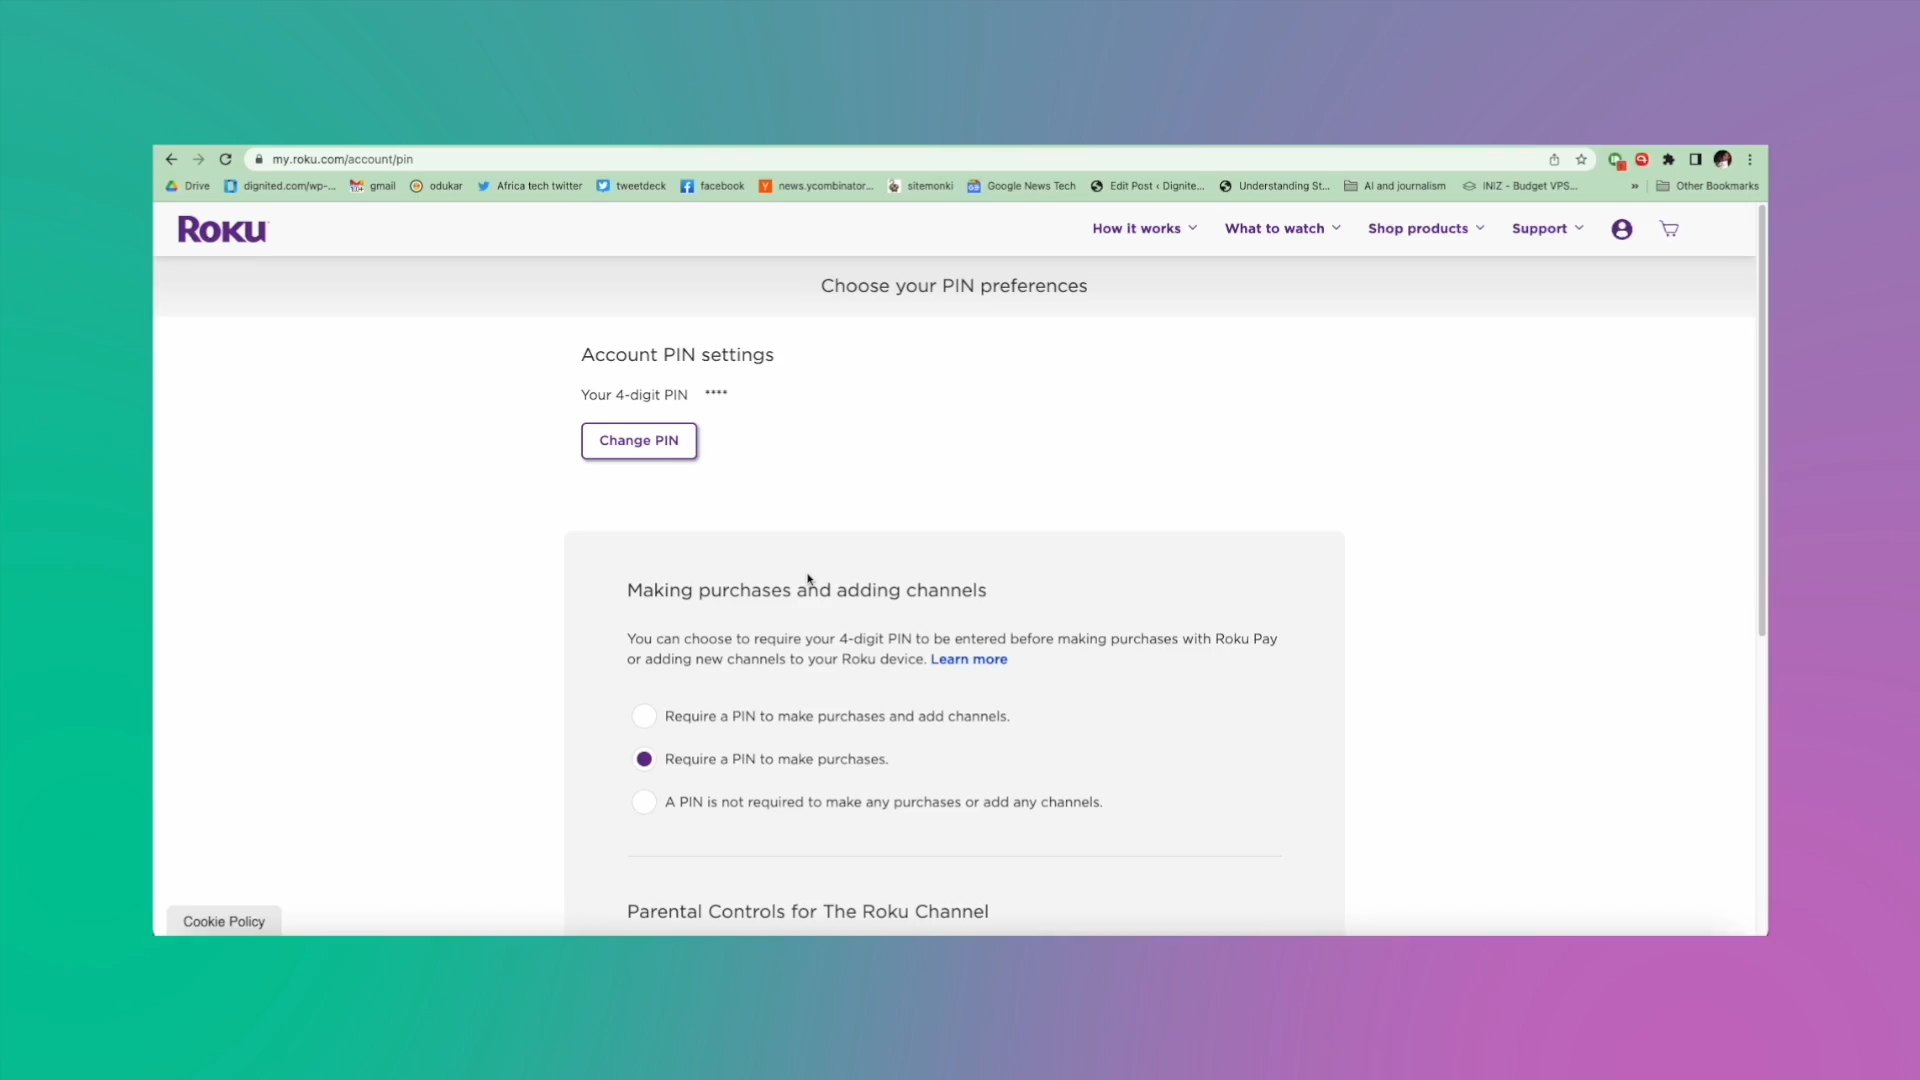 my.roku.com/account/pin
Drive dignited.com/wp-... gmail odukar Africa tech twitter tweetdeck facebook news.ycombinator... sitemonki Google News Tech Edit Post ‹ Dignite... Understanding St... AI and journalism INIZ - Budget VPS... » Other Bookmarks
Roku How it works What to watch Shop products Support
Choose your PIN preferences
Account PIN settings
Your 4-digit PIN ****
Change PIN
Making purchases and adding channels
You can choose to require your 4-digit PIN to be entered before making purchases with Roku Pay
or adding new channels to your Roku device. Learn more
Require a PIN to make purchases and add channels.
Require a PIN to make purchases.
A PIN is not required to make any purchases or add any channels.
Parental Controls for The Roku Channel
Cookie Policy